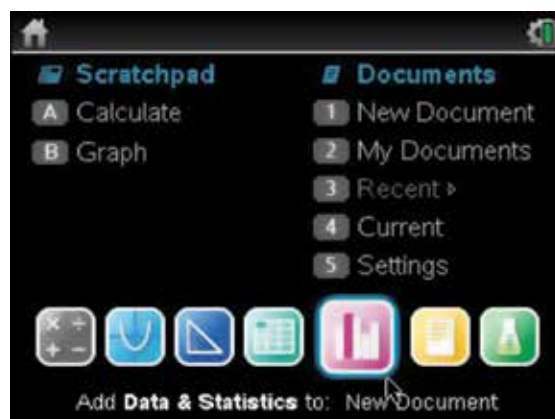 Scratchpad
A Calculate
B Graph
Documents
1 New Document
2 My Documents
3 Recent ▹
4 Current
5 Settings
Add Data & Statistics to: New Document